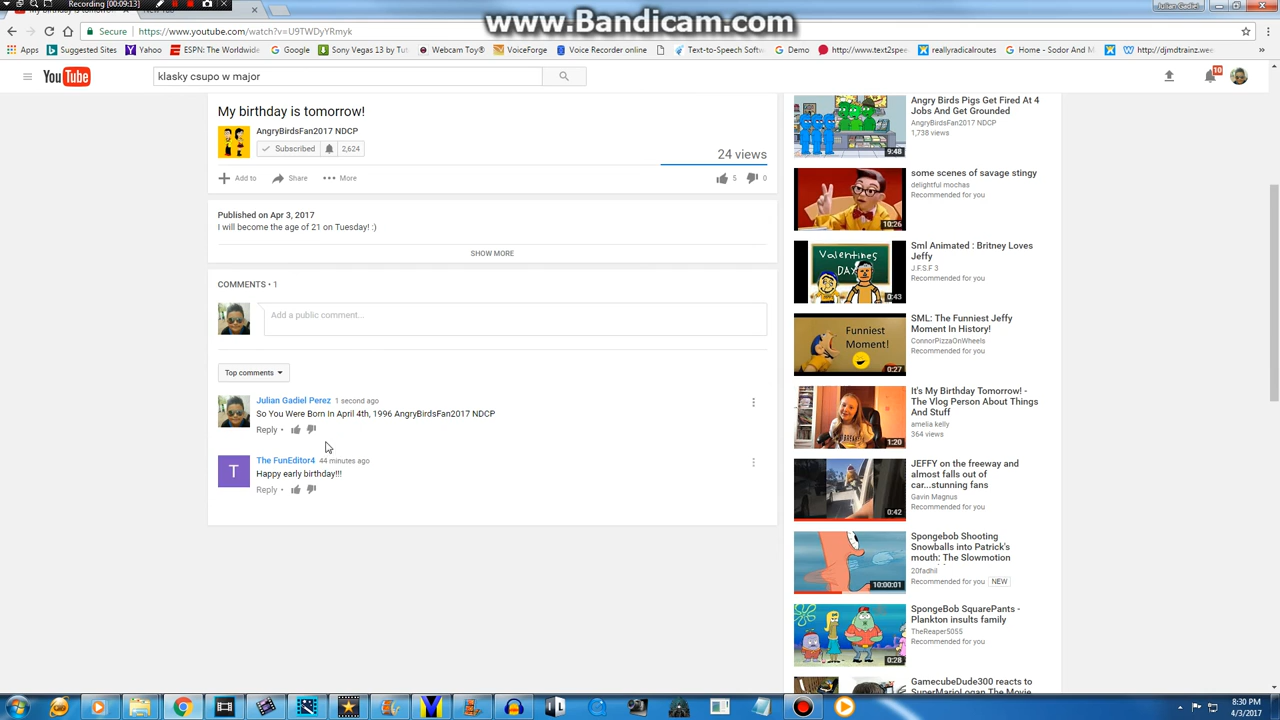 Recording [00:09:13]
www.Bandicam.com
My birthday is tomorrow
New Tab
Julian Gadiel
Secure
https://www.youtube.com/watch?v=U9TWDyYRmyk
Apps
Bing
Suggested Sites
Yahoo
ESPN: The Worldwide
Google
Sony Vegas 13 by Tut
Webcam Toy
VoiceForge
Voice Recorder online
Text-to-Speech Softw
Demo
http://www.text2spee
reallyradicalroutes
Home - Sodor And M
http://djmdtrainz.wee
YouTube
klasky csupo w major
10
My birthday is tomorrow!
AngryBirdsFan2017 NDCP
Subscribed
2,624
24 views
Add to
Share
More
5
0
Published on Apr 3, 2017
I will become the age of 21 on Tuesday! :)
SHOW MORE
COMMENTS • 1
Add a public comment...
Top comments
Julian Gadiel Perez 1 second ago
So You Were Born In April 4th, 1996 AngryBirdsFan2017 NDCP
Reply •
T
The FunEditor4 44 minutes ago
Happy early birthday!!!
Reply •
Angry Birds Pigs Get Fired At 4
Jobs And Get Grounded
AngryBirdsFan2017 NDCP
1,738 views
9:48
some scenes of savage stingy
delightful mochas
Recommended for you
10:26
Sml Animated : Britney Loves
Jeffy
J.F.S.F 3
Recommended for you
Valentines
DAY
0:43
SML: The Funniest Jeffy
Moment In History!
ConnorPizzaOnWheels
Recommended for you
Funniest
Moment!
0:27
It's My Birthday Tomorrow! -
The Vlog Person About Things
And Stuff
amelia kelly
364 views
1:20
JEFFY on the freeway and
almost falls out of
car...stunning fans
Gavin Magnus
Recommended for you
0:42
Spongebob Shooting
Snowballs into Patrick's
mouth: The Slowmotion
20fadhil
Recommended for you NEW
10:00:01
SpongeBob SquarePants -
Plankton insults family
TheReaper5055
Recommended for you
0:28
GamecubeDude300 reacts to
SuperMarioLogan The Movie
8:30 PM
4/3/2017